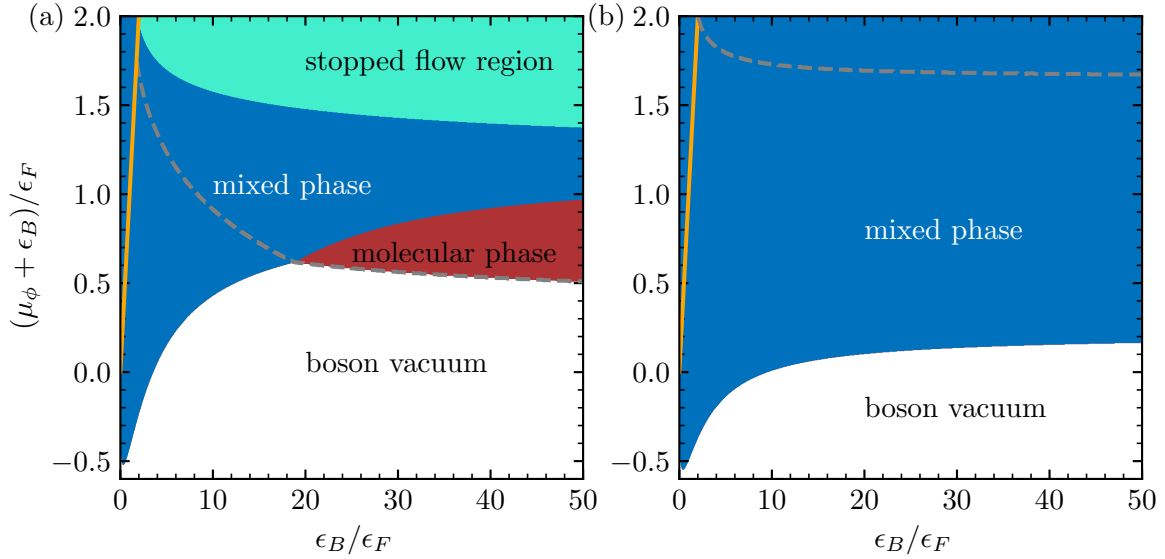 (a)
2.0
1.5
1.0
0.5
0.0
−0.5
(μ_ϕ + ϵ_B)/ϵ_F
stopped flow region
mixed phase
molecular phase
boson vacuum
0 10 20 30 40 50
ϵ_B/ϵ_F
(b)
2.0
1.5
1.0
0.5
0.0
−0.5
mixed phase
boson vacuum
0 10 20 30 40 50
ϵ_B/ϵ_F